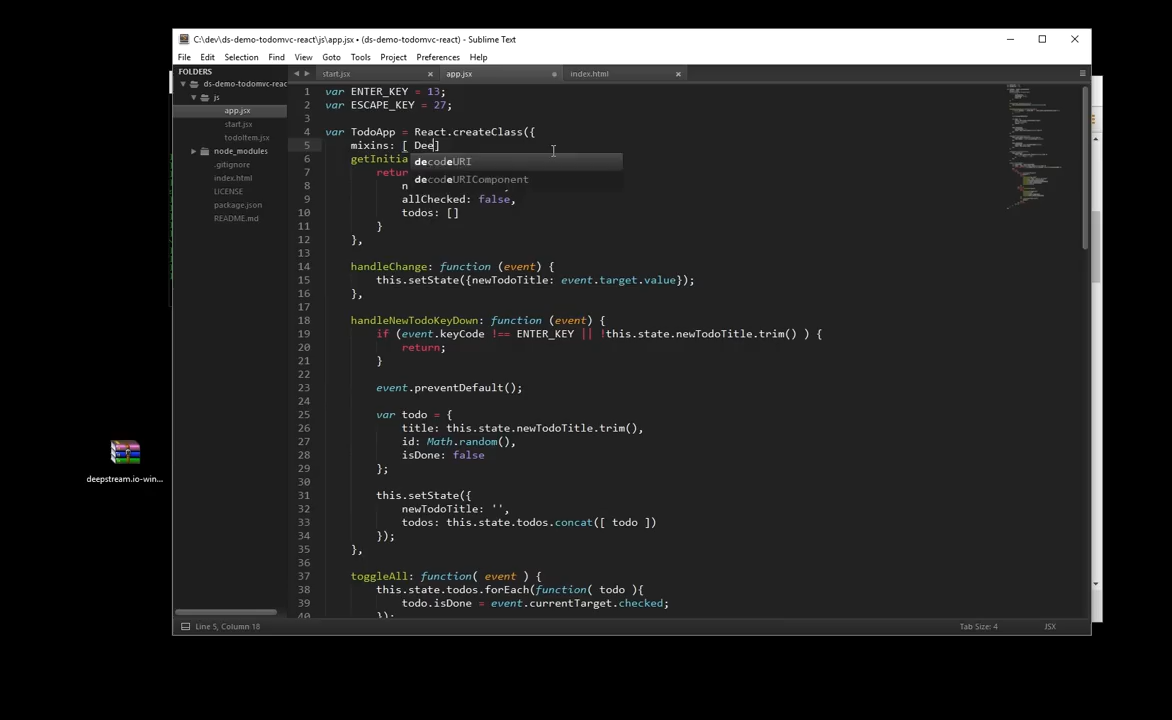 C:\dev\ds-demo-todomvc-react\js\app.jsx • (ds-demo-todomvc-react) - Sublime Text
File Edit Selection Find View Goto Tools Project Preferences Help
FOLDERS
ds-demo-todomvc-react
js
app.jsx
start.jsx
todoItem.jsx
node_modules
.gitignore
index.html
LICENSE
package.json
README.md
start.jsx app.jsx index.html
1 var ENTER_KEY = 13;
2 var ESCAPE_KEY = 27;
3
4 var TodoApp = React.createClass({
5 mixins: [ Dee]
decodeURI
decodeURIComponent
6 getInitia
7 retur
8 n
9 allChecked: false,
10 todos: []
11 }
12 },
13
14 handleChange: function (event) {
15 this.setState({newTodoTitle: event.target.value});
16 },
17
18 handleNewTodoKeyDown: function (event) {
19 if (event.keyCode !== ENTER_KEY || !this.state.newTodoTitle.trim() ) {
20 return;
21 }
22
23 event.preventDefault();
24
25 var todo = {
26 title: this.state.newTodoTitle.trim(),
27 id: Math.random(),
28 isDone: false
29 };
30
31 this.setState({
32 newTodoTitle: '',
33 todos: this.state.todos.concat([ todo ])
34 });
35 },
36
37 toggleAll: function( event ) {
38 this.state.todos.forEach(function( todo ){
39 todo.isDone = event.currentTarget.checked;
40 });
Line 5, Column 18
Tab Size: 4
JSX
deepstream.io-win...